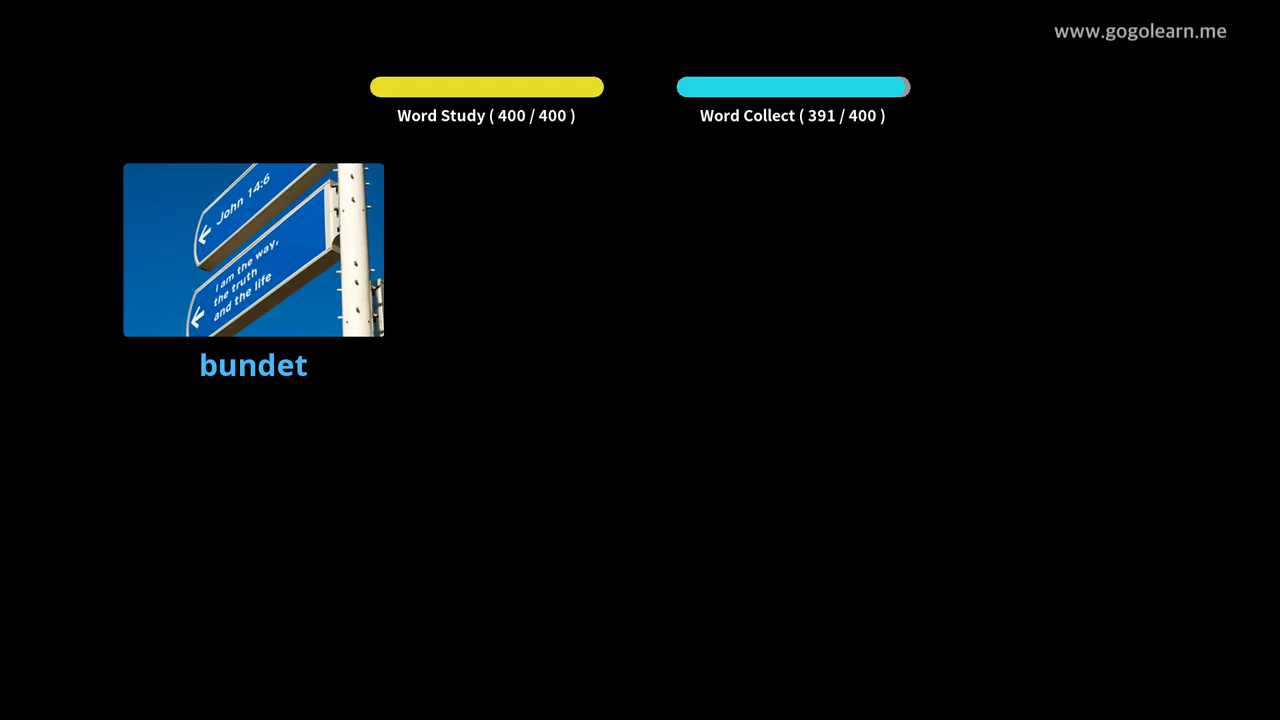 www.gogolearn.me
Word Study ( 400 / 400 )
Word Collect ( 391 / 400 )
John 14:6
I am the way,
the truth
and the life
bundet